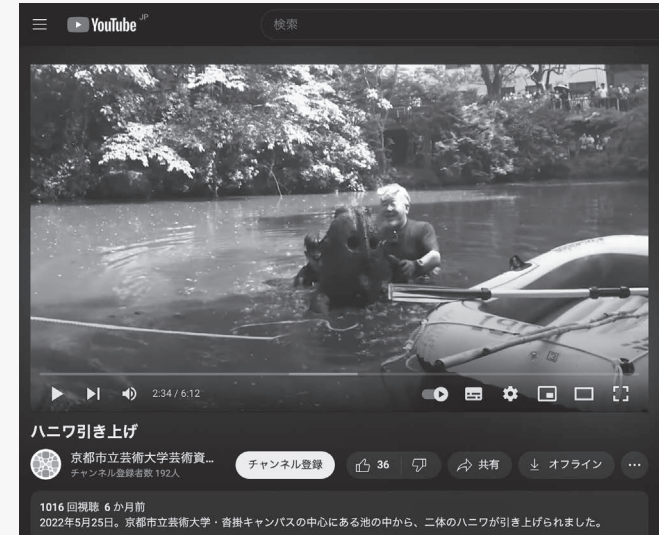 YouTube JP
検索
2:34 / 6:12
ハニワ引き上げ
京都市立芸術大学芸術資...
チャンネル登録者数 192人
チャンネル登録
36
共有
オフライン
1016 回視聴 6 か月前
2022年5月25日。京都市立芸術大学・沓掛キャンパスの中心にある池の中から、二体のハニワが引き上げられました。